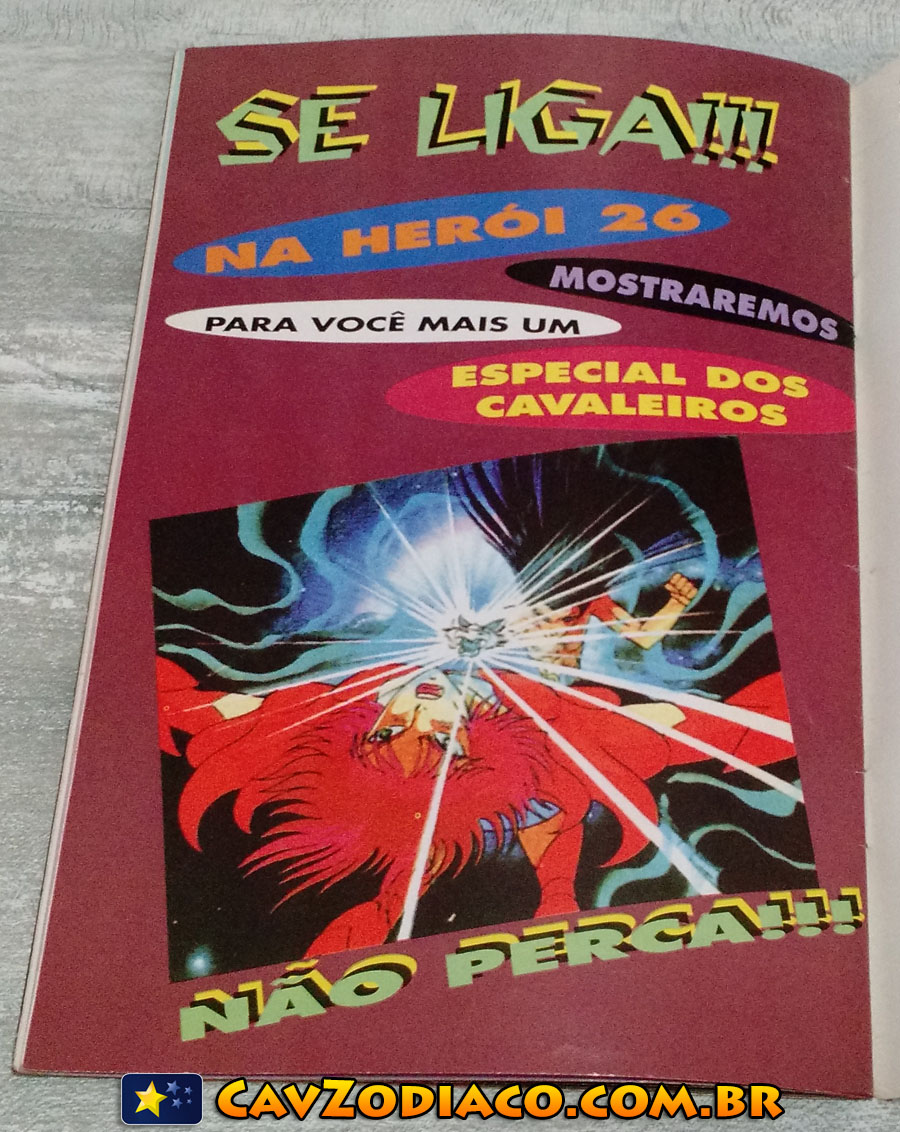 SE LIGA!!!
NA HERÓI 26
MOSTRAREMOS
PARA VOCÊ MAIS UM
ESPECIAL DOS
CAVALEIROS
NÃO PERCA!!!
CAVZODIACO.COM.BR